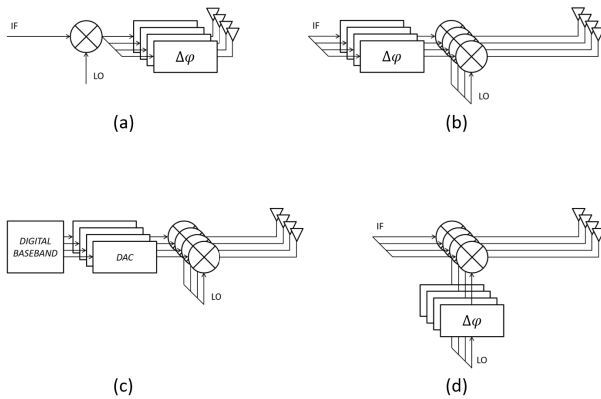 IF
Δφ
LO
(a)
IF
Δφ
LO
(b)
DIGITAL
BASEBAND
DAC
LO
(c)
IF
Δφ
LO
(d)